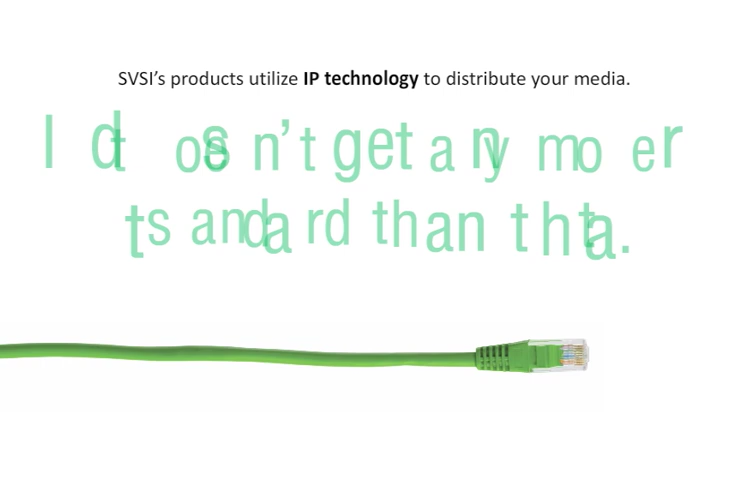 SVSI's products utilize IP technology to distribute your media.
It doesn't get any more
standard than that.